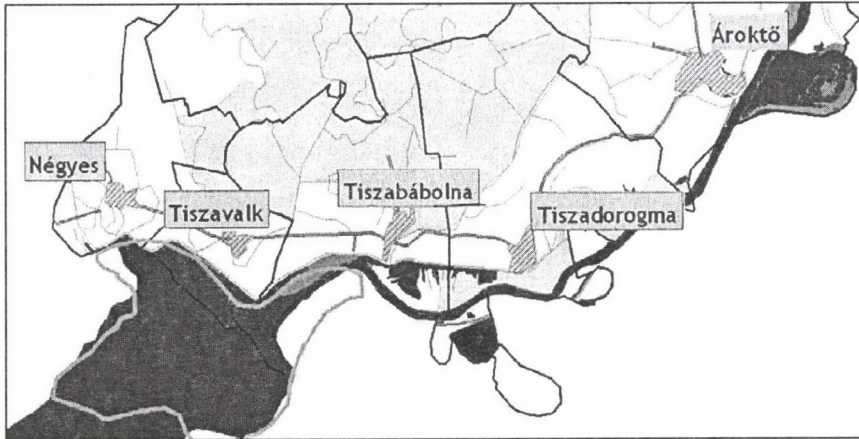 Ároktő
Négyes
Tiszavalk
Tiszabábolna
Tiszadorogma